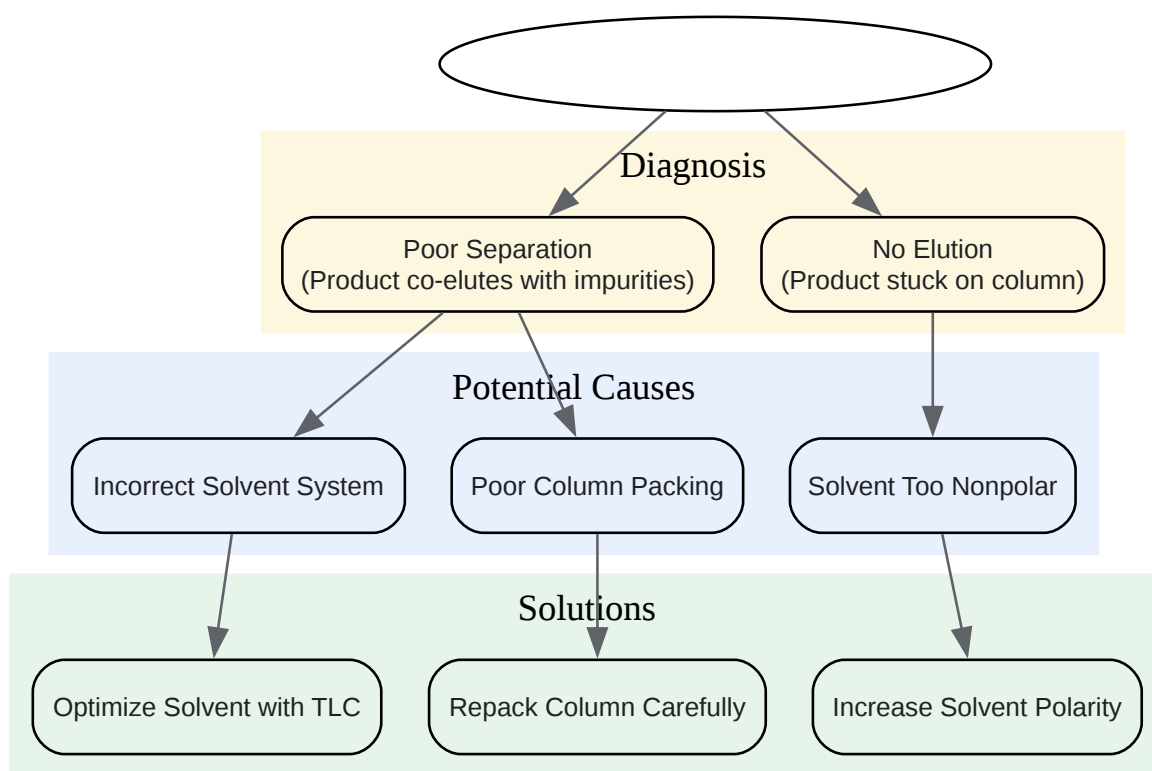 Diagnosis
Poor Separation
(Product co-elutes with impurities)
No Elution
(Product stuck on column)
Potential Causes
Incorrect Solvent System
Poor Column Packing
Solvent Too Nonpolar
Solutions
Optimize Solvent with TLC
Repack Column Carefully
Increase Solvent Polarity